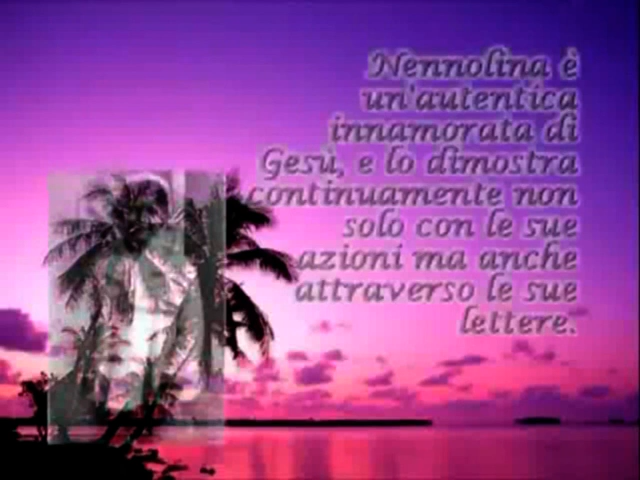 Nennolina è
un'autentica
innamorata di
Gesù, e lo dimostra
continuamente non
solo con le sue
azioni ma anche
attraverso le sue
lettere.